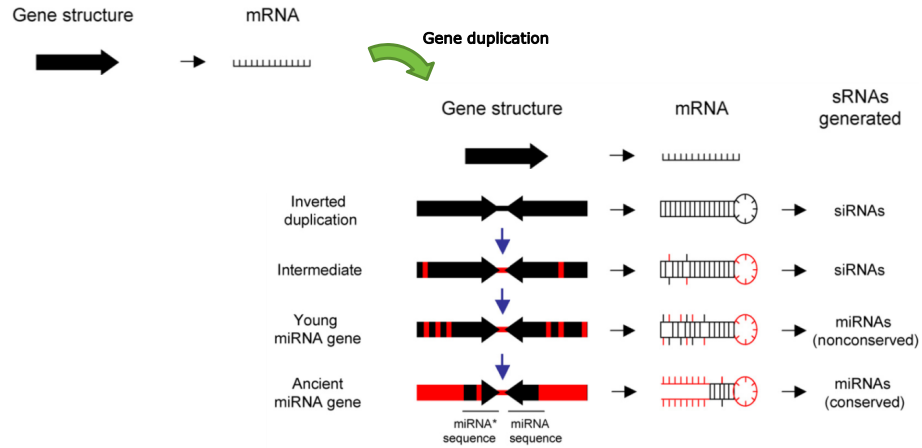 Gene structure
mRNA
Gene duplication
Gene structure
mRNA
sRNAs
generated
Inverted
duplication
siRNAs
Intermediate
siRNAs
Young
miRNA gene
miRNAs
(nonconserved)
Ancient
miRNA gene
miRNAs
(conserved)
miRNA*
sequence
miRNA
sequence